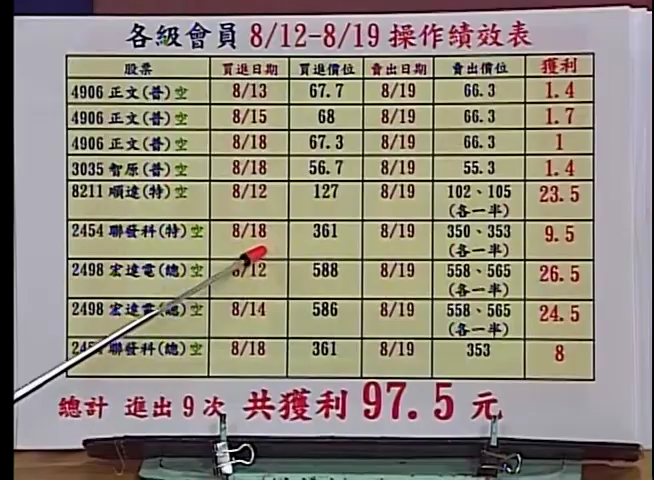 各級會員 8/12-8/19 操作績效表
股票 買進日期 買進價位 賣出日期 賣出價位 獲利
4906 正文(普)空 8/13 67.7 8/19 66.3 1.4
4906 正文(普)空 8/15 68 8/19 66.3 1.7
4906 正文(普)空 8/18 67.3 8/19 66.3 1
3035 智原(普)空 8/18 56.7 8/19 55.3 1.4
8211 順達(特)空 8/12 127 8/19 102、105 23.5
(各一半)
2454 聯發科(特)空 8/18 361 8/19 350、353 9.5
(各一半)
2498 宏達電(總)空 8/12 588 8/19 558、565 26.5
(各一半)
2498 宏達電(總)空 8/14 586 8/19 558、565 24.5
(各一半)
聯發科(總)空 8/18 361 8/19 353 8
總計 進出9次 共獲利 97.5 元